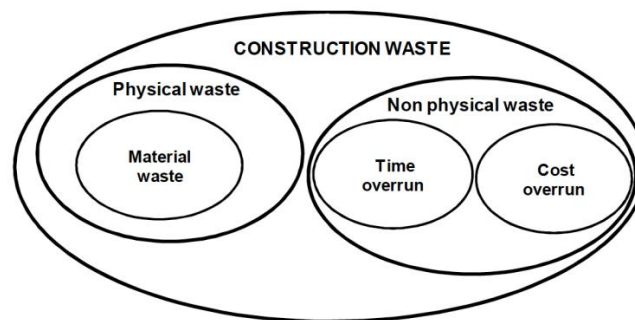 CONSTRUCTION WASTE
Physical waste
Non physical waste
Material
waste
Time
overrun
Cost
overrun